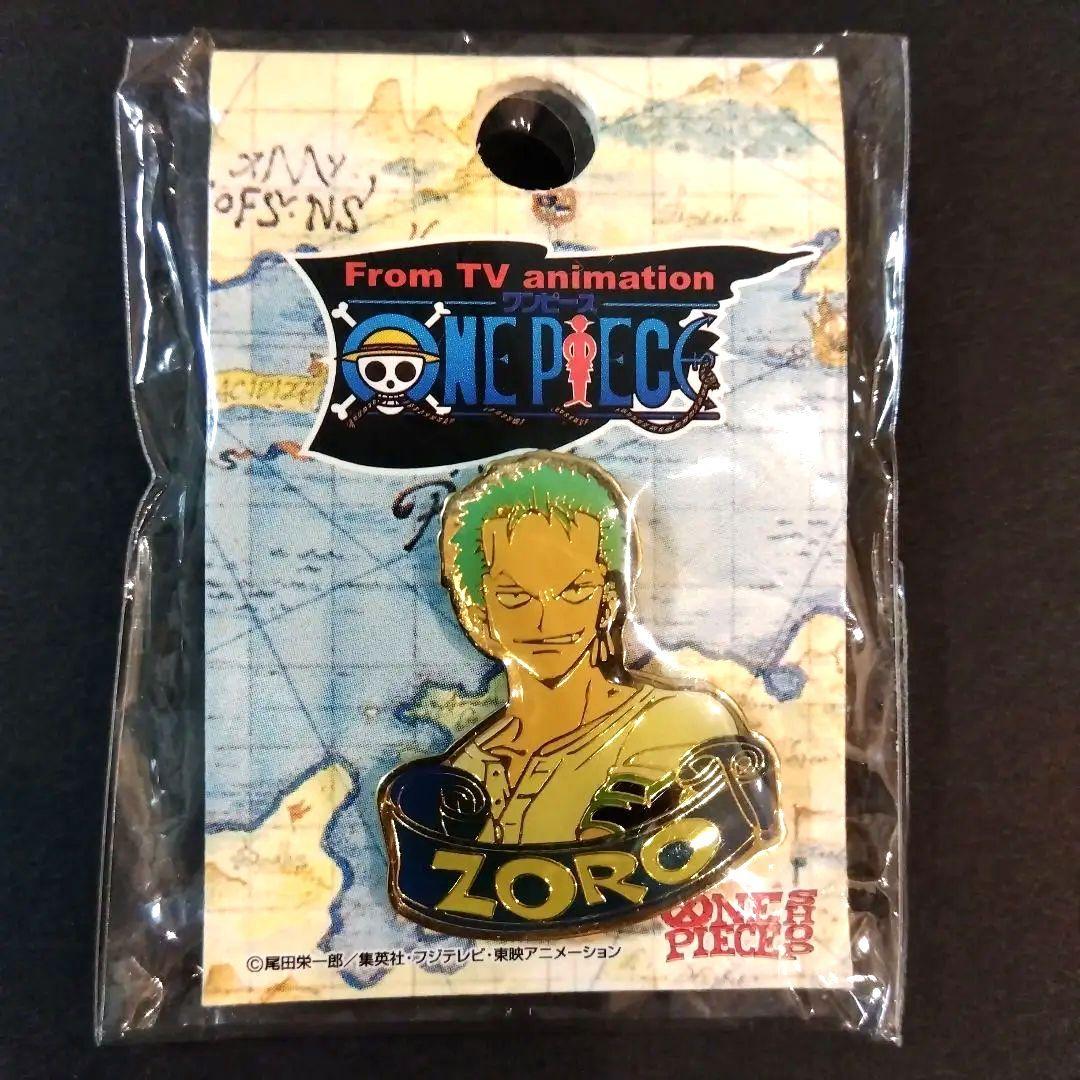 From TV animation
ワンピース
ONE PIECE
ZORO
ONE PIECE SHOP
©尾田栄一郎／集英社・フジテレビ・東映アニメーション